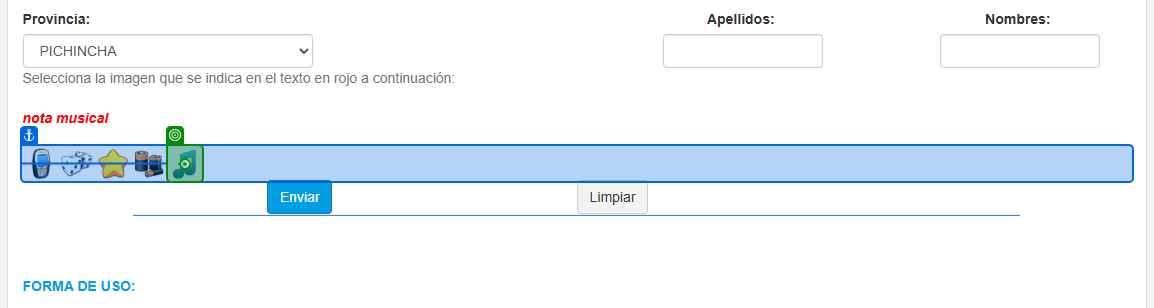 Provincia: Apellidos: Nombres:
PICHINCHA
Selecciona la imagen que se indica en el texto en rojo a continuación:
nota musical
Enviar Limpiar
FORMA DE USO: